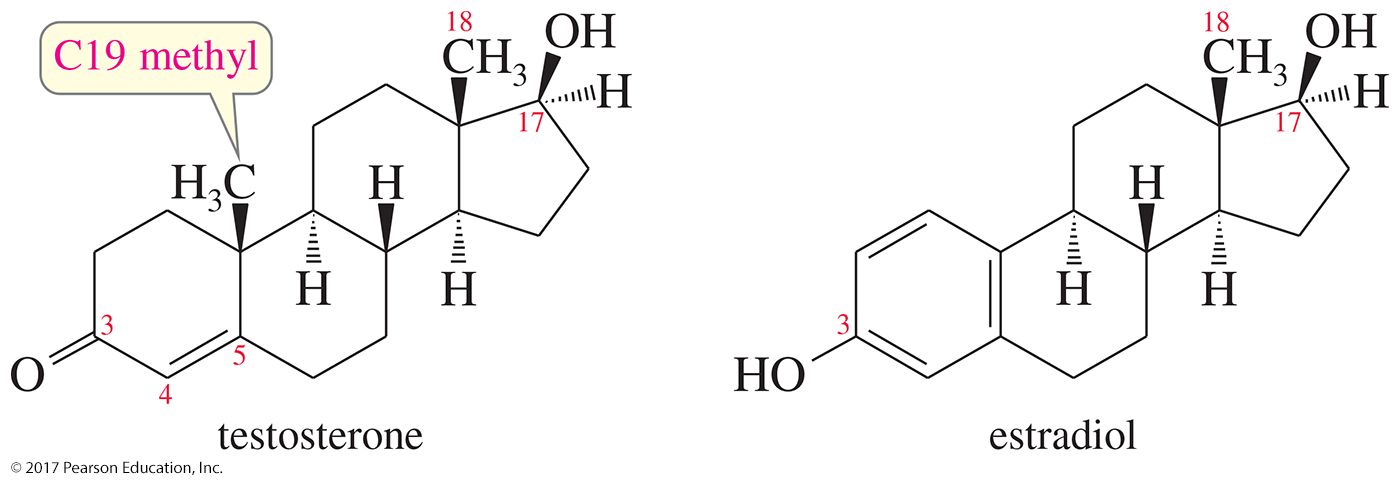 C19 methyl
18
CH₃
OH
H
17
H₃C
H
H
H
3
O
4
5
testosterone
18
CH₃
OH
H
17
H
H
H
3
HO
estradiol
© 2017 Pearson Education, Inc.